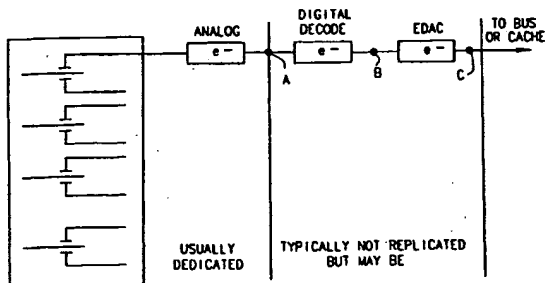 ANALOG
e-
DIGITAL
DECODE
e-
EDAC
e-
TO BUS
OR CACHE
A
B
C
USUALLY
DEDICATED
TYPICALLY NOT REPLICATED
BUT MAY BE